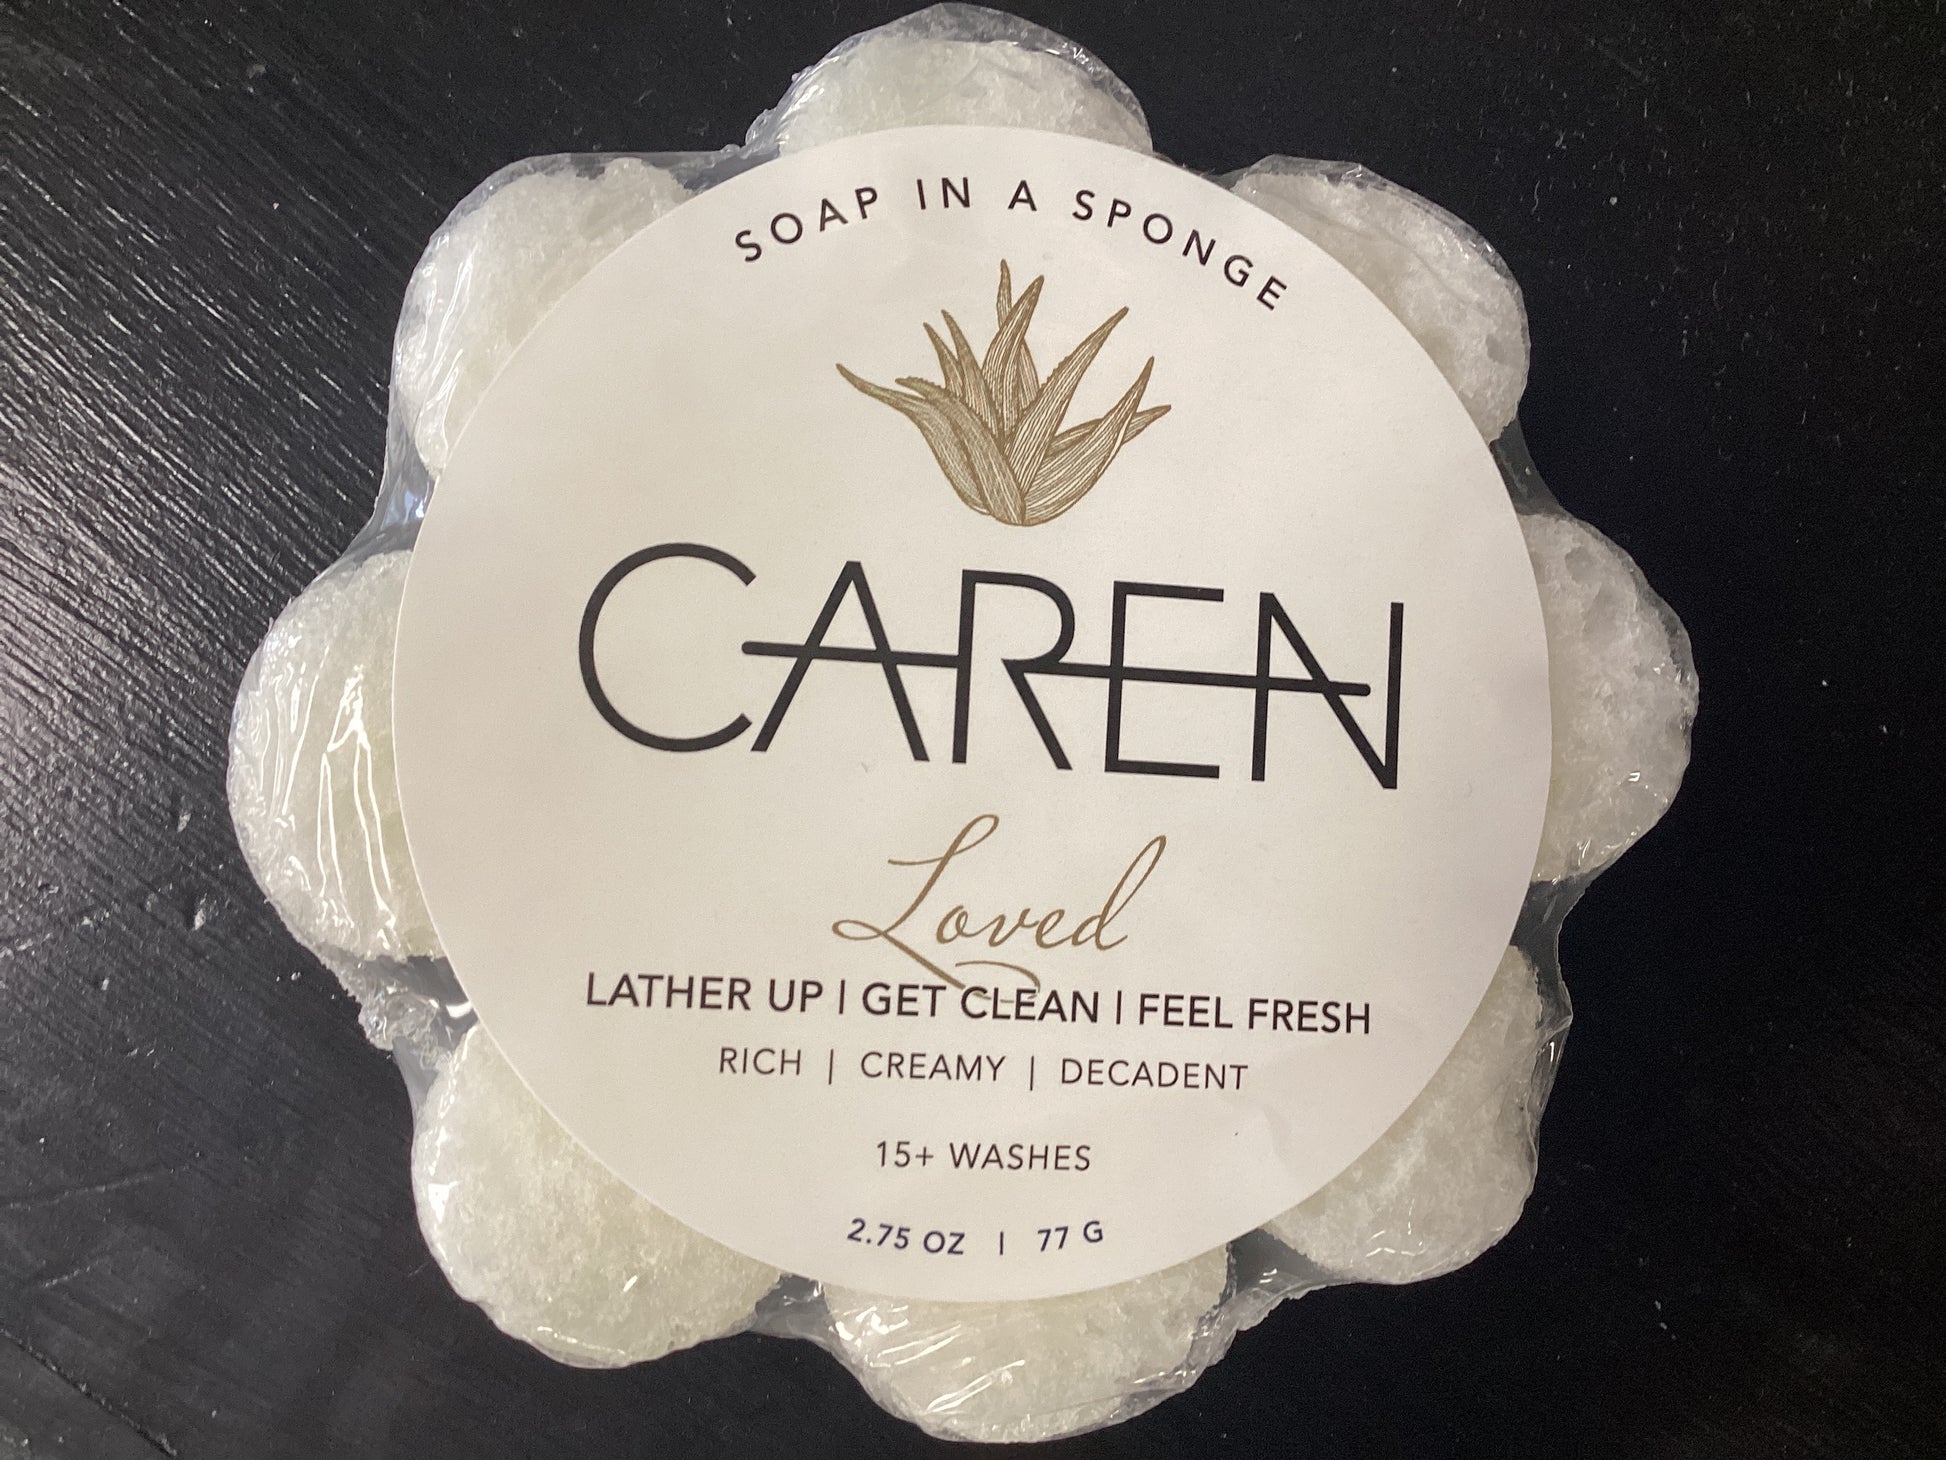 SOAP IN A SPONGE
CAREN
Loved
LATHER UP | GET CLEAN | FEEL FRESH
RICH | CREAMY | DECADENT
15+ WASHES
2.75 OZ | 77 G